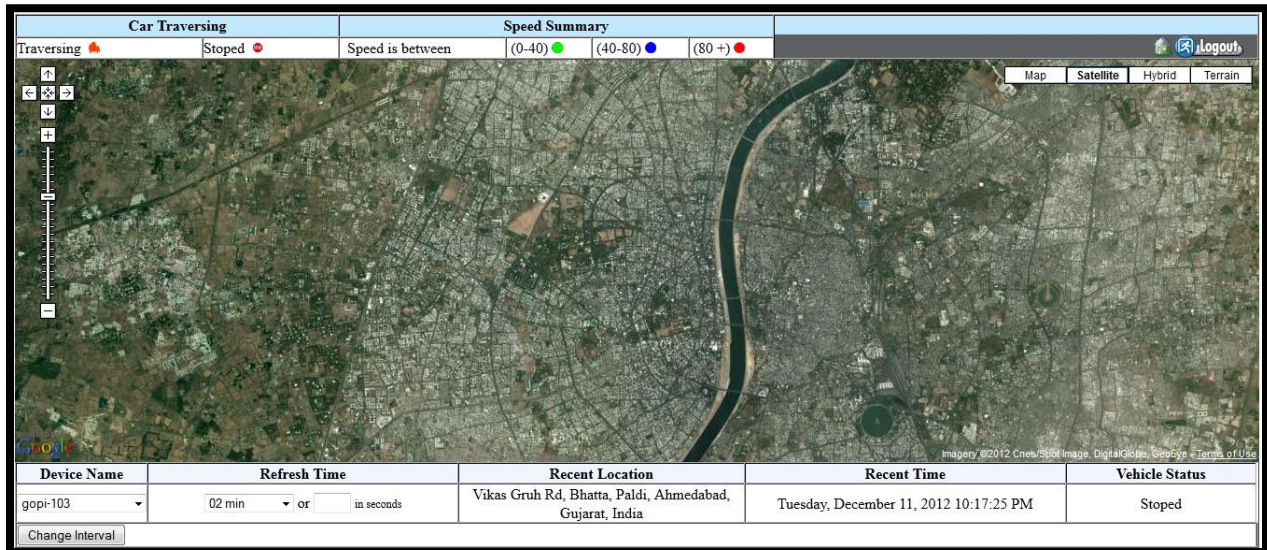 Car Traversing Speed Summary
Traversing Stoped Speed is between (0-40) (40-80) (80 +) Logout
Map Satellite Hybrid Terrain
Google
Imagery ©2012 Cnes/Spot Image, DigitalGlobe, GeoEye - Terms of Use
Device Name Refresh Time Recent Location Recent Time Vehicle Status
gopi-103 02 min or in seconds Vikas Gruh Rd, Bhatta, Paldi, Ahmedabad, Tuesday, December 11, 2012 10:17:25 PM Stoped
Gujarat, India
Change Interval